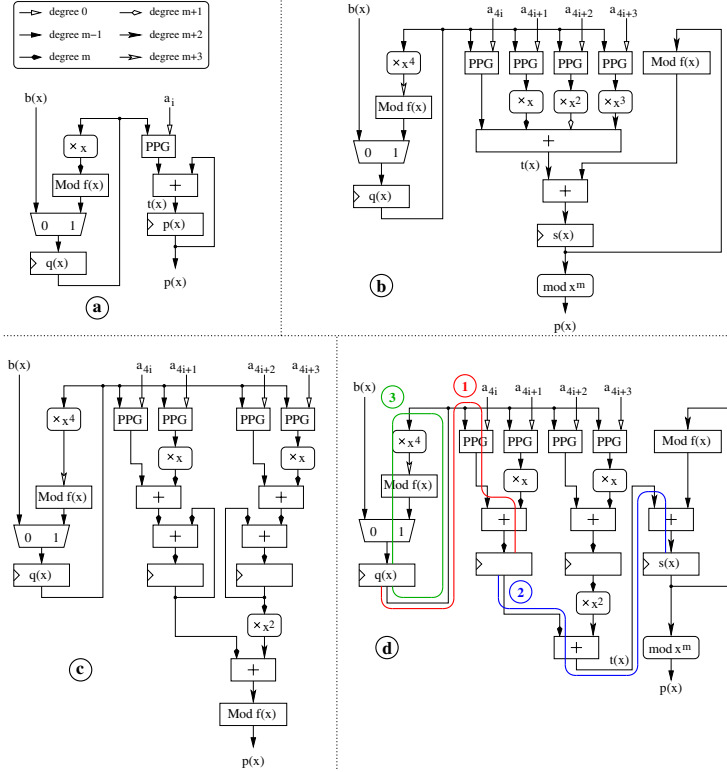 degree 0 degree m+1
degree m−1 degree m+2
degree m degree m+3
b(x) a_i
×x PPG
Mod f(x) +
t(x)
0 1 p(x)
q(x)
p(x)
a
b(x) a_4i a_4i+1 a_4i+2 a_4i+3
×x^4 PPG PPG PPG PPG Mod f(x)
×x ×x^2 ×x^3
Mod f(x)
+
0 1 t(x)
q(x) +
s(x)
mod x^m
p(x)
b
b(x) a_4i a_4i+1 a_4i+2 a_4i+3
×x^4 PPG PPG PPG PPG
×x ×x
Mod f(x) + +
0 1 + +
q(x)
×x^2
+
Mod f(x)
p(x)
c
b(x) 3 1 a_4i a_4i+1 a_4i+2 a_4i+3
×x^4 PPG PPG PPG PPG Mod f(x)
Mod f(x) ×x ×x
0 1 + + +
q(x) s(x)
2 ×x^2
+ t(x) mod x^m
p(x)
d